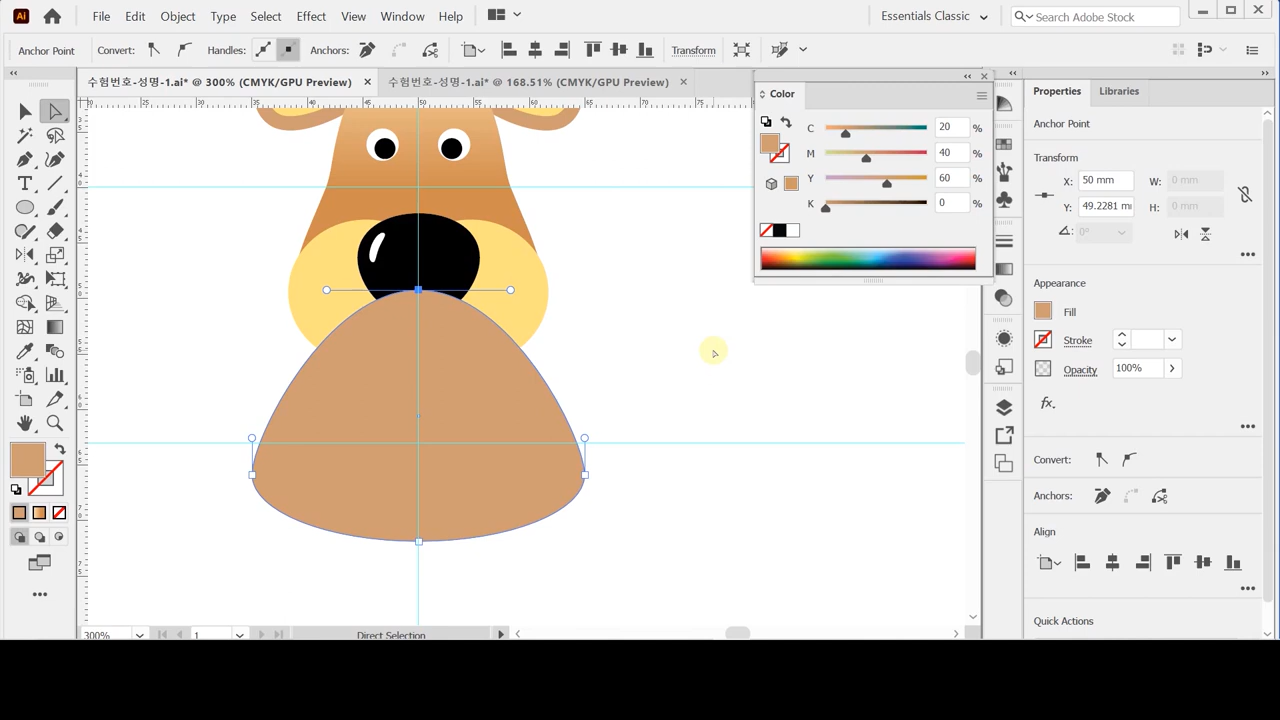 Ai File Edit Object Type Select Effect View Window Help Essentials Classic Search Adobe Stock
Anchor Point Convert: Handles: Anchors: Transform
수험번호-성명-1.ai* @ 300% (CMYK/GPU Preview) × 수험번호-성명-1.ai* @ 168.51% (CMYK/GPU Preview) ×
Color
C 20 %
M 40 %
Y 60 %
K 0 %
Properties Libraries
Anchor Point
Transform
X: 50 mm W: 0 mm
Y: 49.2281 m H: 0 mm
0°
Appearance
Fill
Stroke
Opacity 100%
fx.
Convert:
Anchors:
Align
Quick Actions
300% 1 Direct Selection